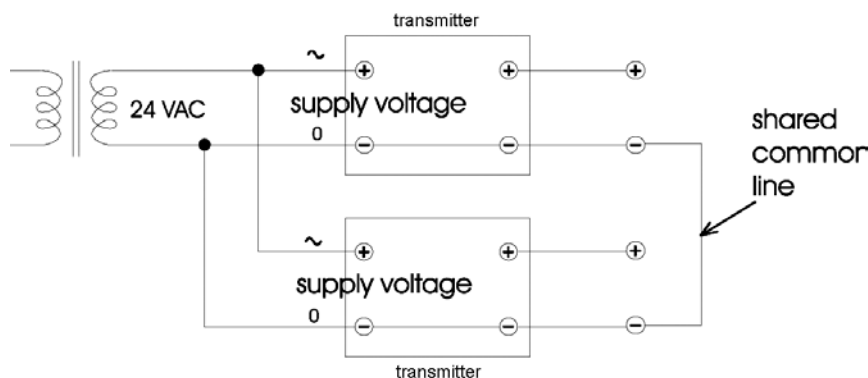 transmitter
~ + + +
24 VAC
supply voltage
0 − − −
shared
common
line
~ + + +
supply voltage
0 − − −
transmitter